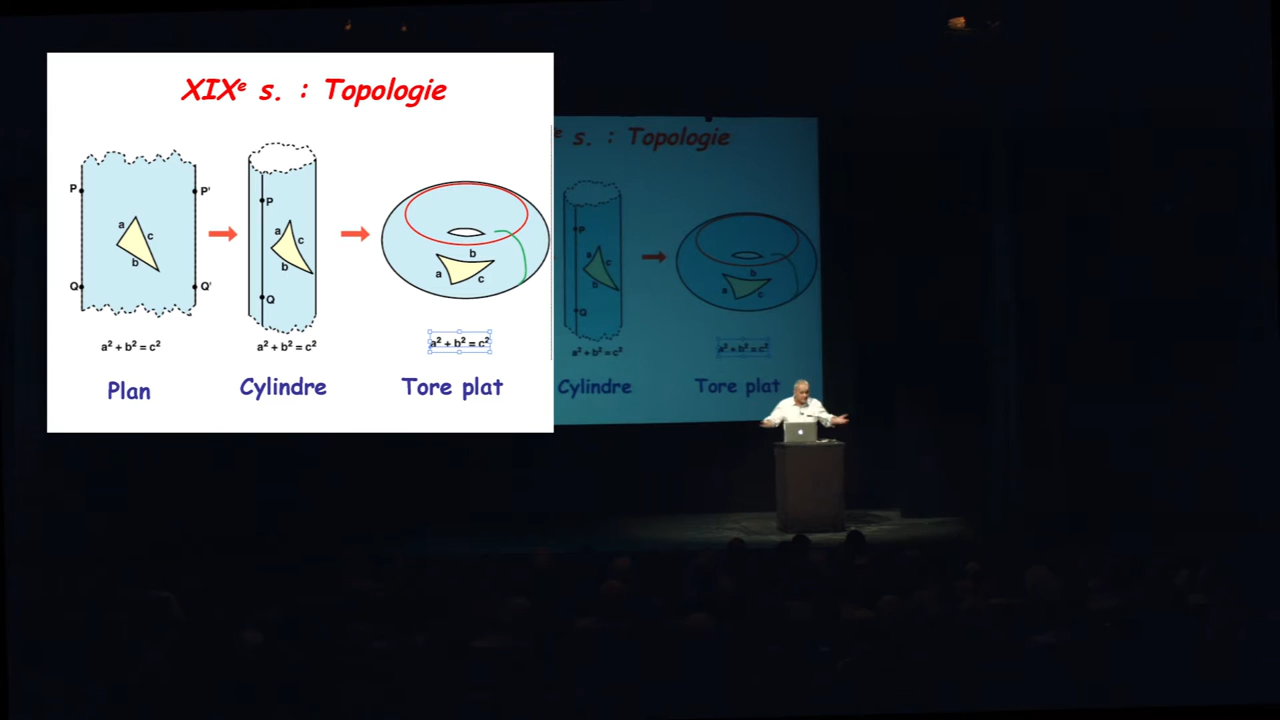 XIXᵉ s. : Topologie
P
P'
a
c
b
Q
Q'
P
a
c
b
Q
b
a
c
a² + b² = c²
a² + b² = c²
a² + b² = c²
Plan
Cylindre
Tore plat
e s. : Topologie
P
a
c
b
Q
b
a
c
a² + b² = c²
a² + b² = c²
Cylindre
Tore plat